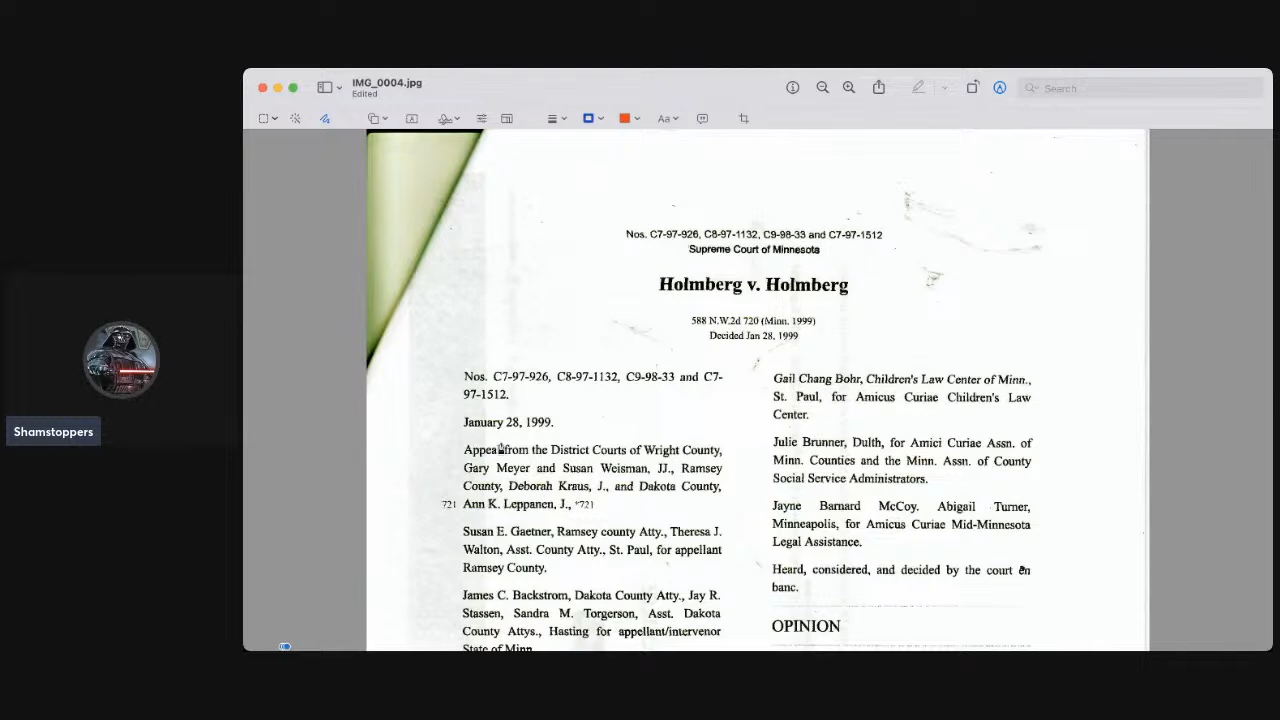 IMG_0004.jpg
Edited
Search
Aa
Nos. C7-97-926, C8-97-1132, C9-98-33 and C7-97-1512
Supreme Court of Minnesota
Holmberg v. Holmberg
588 N.W.2d 720 (Minn. 1999)
Decided Jan 28, 1999
Nos. C7-97-926, C8-97-1132, C9-98-33 and C7-
97-1512.
January 28, 1999.
Appeal from the District Courts of Wright County,
Gary Meyer and Susan Weisman, JJ., Ramsey
County, Deborah Kraus, J., and Dakota County,
721 Ann K. Leppanen, J., *721
Susan E. Gaetner, Ramsey county Atty., Theresa J.
Walton, Asst. County Atty., St. Paul, for appellant
Ramsey County.
James C. Backstrom, Dakota County Atty., Jay R.
Stassen, Sandra M. Torgerson, Asst. Dakota
County Attys., Hasting for appellant/intervenor
State of Minn.
Gail Chang Bohr, Children's Law Center of Minn.,
St. Paul, for Amicus Curiae Children's Law
Center.
Julie Brunner, Dulth, for Amici Curiae Assn. of
Minn. Counties and the Minn. Assn. of County
Social Service Administrators.
Jayne Barnard McCoy. Abigail Turner,
Minneapolis, for Amicus Curiae Mid-Minnesota
Legal Assistance.
Heard, considered, and decided by the court en
banc.
OPINION
Shamstoppers